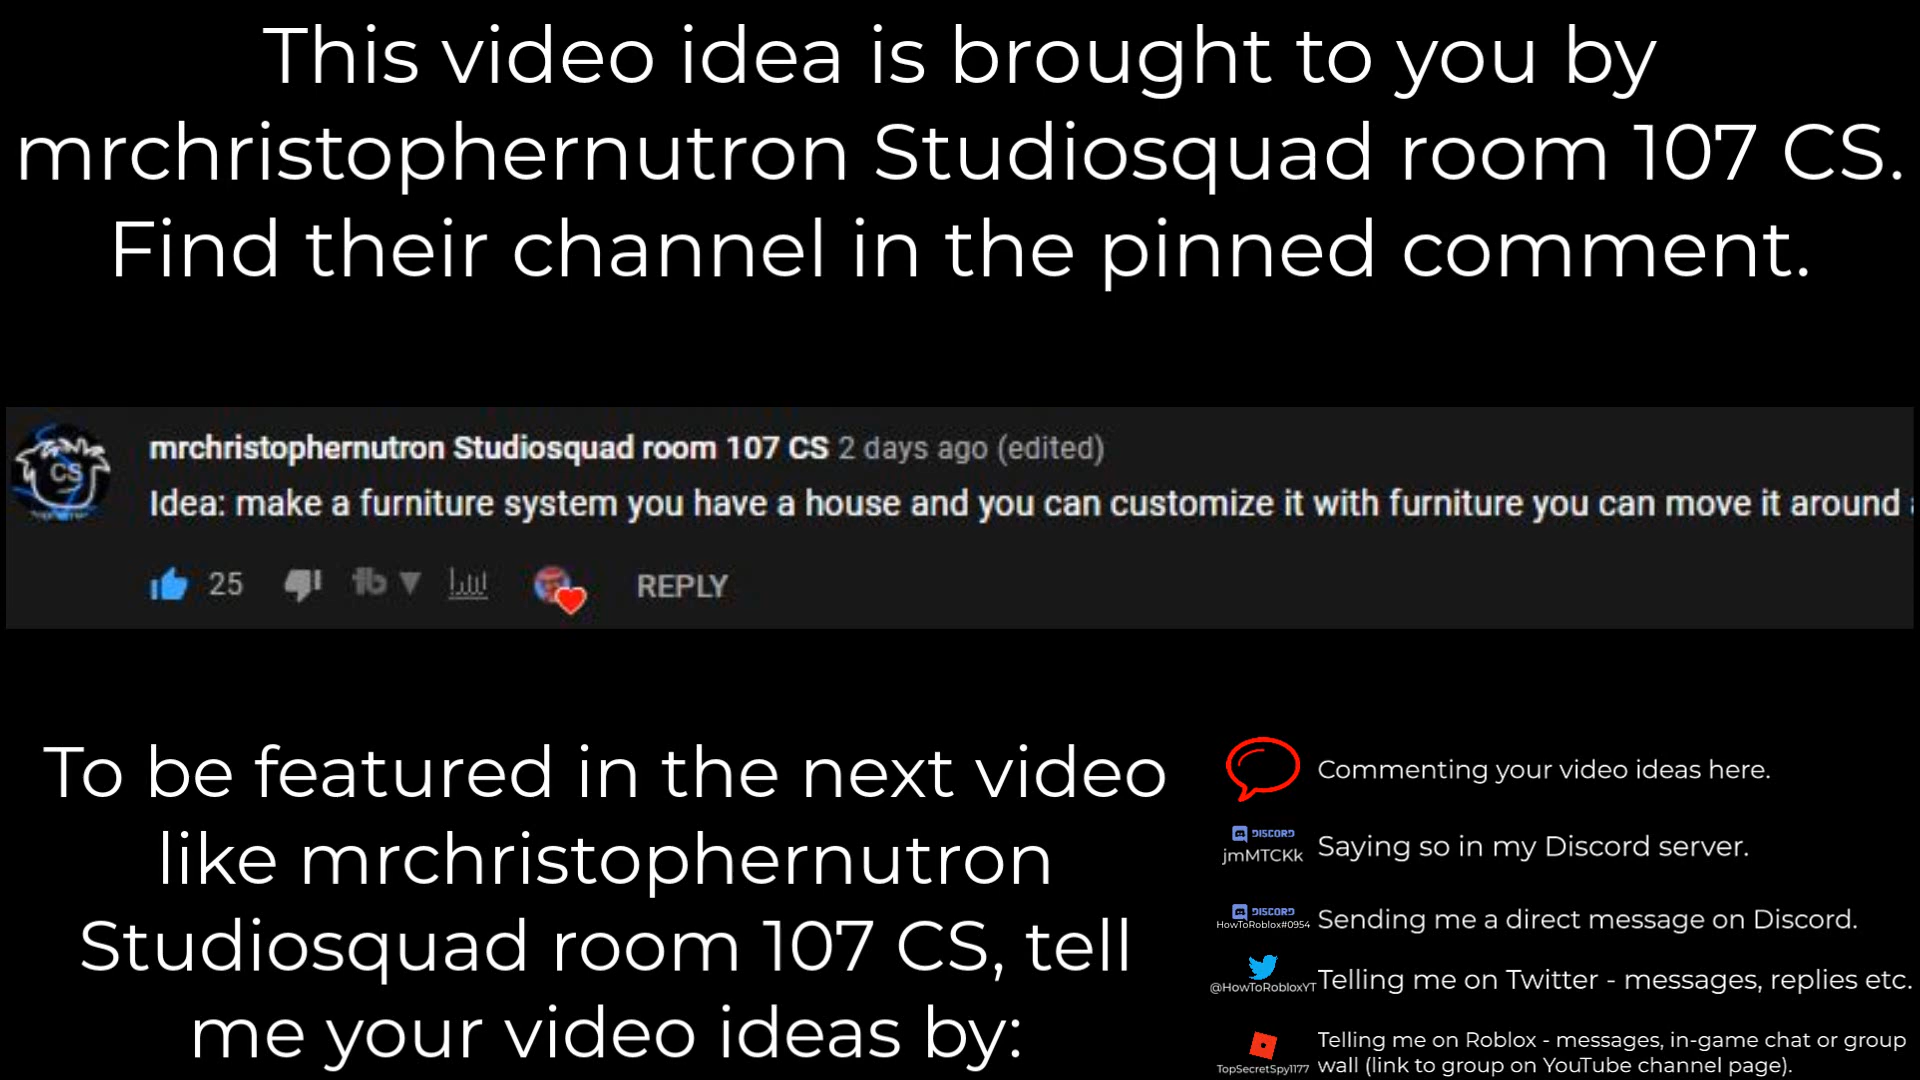 This video idea is brought to you by
mrchristophernutron Studiosquad room 107 CS.
Find their channel in the pinned comment.
CS
mrchristophernutron Studiosquad room 107 CS 2 days ago (edited)
Idea: make a furniture system you have a house and you can customize it with furniture you can move it around
25
tb
REPLY
To be featured in the next video
like mrchristophernutron
Studiosquad room 107 CS, tell
me your video ideas by:
Commenting your video ideas here.
DISCORD
jmMTCKk
Saying so in my Discord server.
DISCORD
HowToRoblox#0954
Sending me a direct message on Discord.
@HowToRobloxYT
Telling me on Twitter - messages, replies etc.
TopSecretSpy1177
Telling me on Roblox - messages, in-game chat or group
wall (link to group on YouTube channel page).